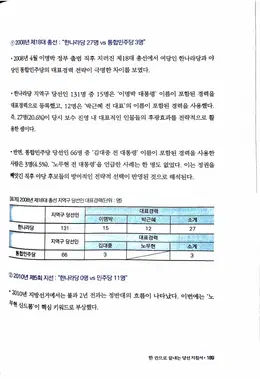 ①2008년 제18대 총선 : "한나라당 27명 vs 통합민주당 3명"
• 2008년 4월 이명박 정부 출범 직후 치러진 제18대 총선에서 여당인 한나라당과 야
당인 통합민주당의 대표경력 전략이 극명한 차이를 보였다.
• 한나라당 지역구 당선인 131명 중 15명은 '이명박 대통령' 이름이 포함된 경력을
대표경력으로 등록했고, 12명은 '박근혜 전 대표'의 이름이 포함된 경력을 사용했다.
즉, 27명(20.6%)이 당시 보수 진영 내 대표적인 인물들의 후광효과를 전략적으로 활
용한 셈이다.
• 반면, 통합민주당 당선인 66명 중 '김대중 전 대통령' 이름이 포함된 경력을 사용한
사람은 3명(4.5%), '노무현 전 대통령'을 언급한 사례는 한 명도 없었다. 이는 정권을
빼앗긴 직후 야당 후보들의 방어적인 전략적 선택이 반영된 것으로 해석된다.
2008년 제18대 총선 지역구 당선인 대표경력(단위 : 명)
지역구 당선인 대표경력
이명박 박근혜 소계
한나라당 131 15 12 27
지역구 당선인 대표경력
김대중 노무현 소계
통합민주당 66 3 3
② 2010년 제5회 지선 : "한나라당 0명 vs 민주당 11명"
• 2010년 지방선거에서는 불과 2년 전과는 정반대의 흐름이 나타났다. 이번에는 '노
무현 신드롬'이 핵심 키워드로 부상했다.
한 권으로 끝내는 당선 지침서 • 189